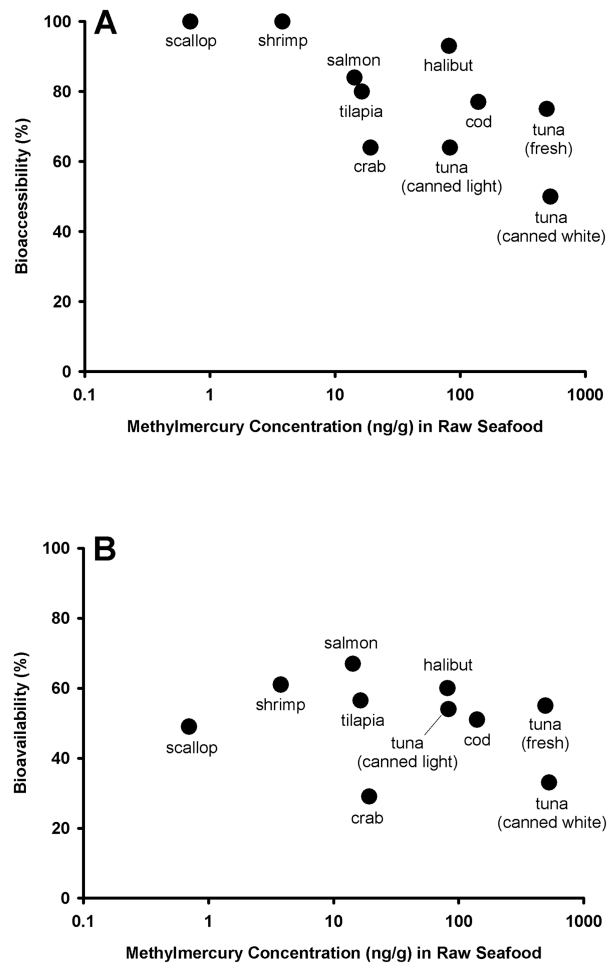 A
100
80
60
40
20
0
Bioaccessibility (%)
scallop
shrimp
salmon
tilapia
crab
halibut
tuna
(canned light)
cod
tuna
(fresh)
tuna
(canned white)
0.1
1
10
100
1000
Methylmercury Concentration (ng/g) in Raw Seafood
B
100
80
60
40
20
0
Bioavailability (%)
scallop
shrimp
salmon
tilapia
crab
halibut
tuna
(canned light)
cod
tuna
(fresh)
tuna
(canned white)
0.1
1
10
100
1000
Methylmercury Concentration (ng/g) in Raw Seafood